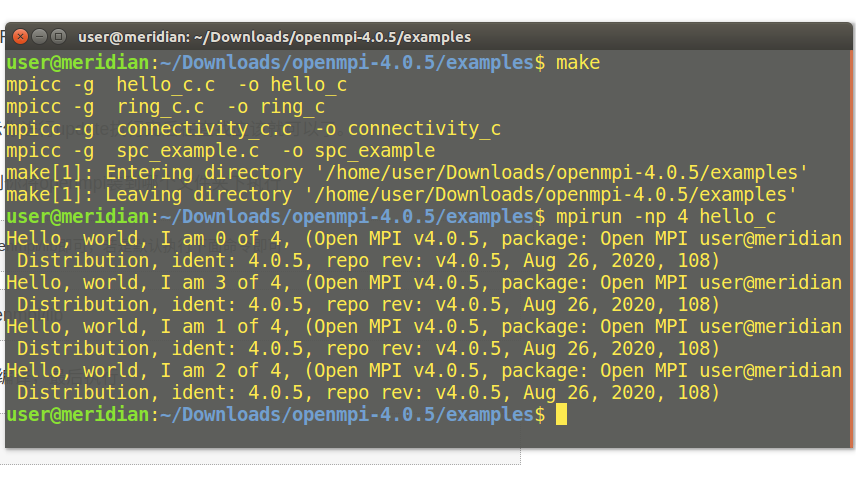 user@meridian: ~/Downloads/openmpi-4.0.5/examples
user@meridian:~/Downloads/openmpi-4.0.5/examples$ make
mpicc -g  hello_c.c  -o hello_c
mpicc -g  ring_c.c  -o ring_c
mpicc -g  connectivity_c.c  -o connectivity_c
mpicc -g  spc_example.c  -o spc_example
make[1]: Entering directory '/home/user/Downloads/openmpi-4.0.5/examples'
make[1]: Leaving directory '/home/user/Downloads/openmpi-4.0.5/examples'
user@meridian:~/Downloads/openmpi-4.0.5/examples$ mpirun -np 4 hello_c
Hello, world, I am 0 of 4, (Open MPI v4.0.5, package: Open MPI user@meridian
 Distribution, ident: 4.0.5, repo rev: v4.0.5, Aug 26, 2020, 108)
Hello, world, I am 3 of 4, (Open MPI v4.0.5, package: Open MPI user@meridian
 Distribution, ident: 4.0.5, repo rev: v4.0.5, Aug 26, 2020, 108)
Hello, world, I am 1 of 4, (Open MPI v4.0.5, package: Open MPI user@meridian
 Distribution, ident: 4.0.5, repo rev: v4.0.5, Aug 26, 2020, 108)
Hello, world, I am 2 of 4, (Open MPI v4.0.5, package: Open MPI user@meridian
 Distribution, ident: 4.0.5, repo rev: v4.0.5, Aug 26, 2020, 108)
user@meridian:~/Downloads/openmpi-4.0.5/examples$